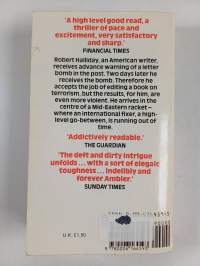 'A high level good read, a
thriller of pace and
excitement, very satisfactory
and sharp.'
FINANCIAL TIMES
Robert Halliday, an American writer,
receives advance warning of a letter
bomb in the post. Two days later he
receives the bomb. Therefore he
accepts the job of editing a book on
terrorism, but the results, for him, are
even more violent. He arrives in the
centre of a Mid-Eastern racket –
where an international fixer, a high-
level go-between, is running out of
time.
'Addictively readable.'
THE GUARDIAN
'The deft and dirty intrigue
unfolds . . . with a sort of elegaic
toughness . . . Indelibly and
forever Ambler.'
SUNDAY TIMES
U.K. £1.50